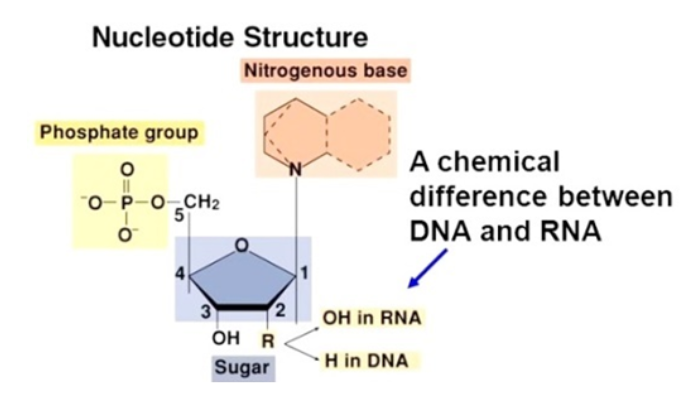 Nucleotide Structure
Nitrogenous base
Phosphate group
O
⁻O–P–O–CH₂
5
O⁻
N
A chemical
difference between
DNA and RNA
O
4
1
3
2
OH
R
OH in RNA
H in DNA
Sugar